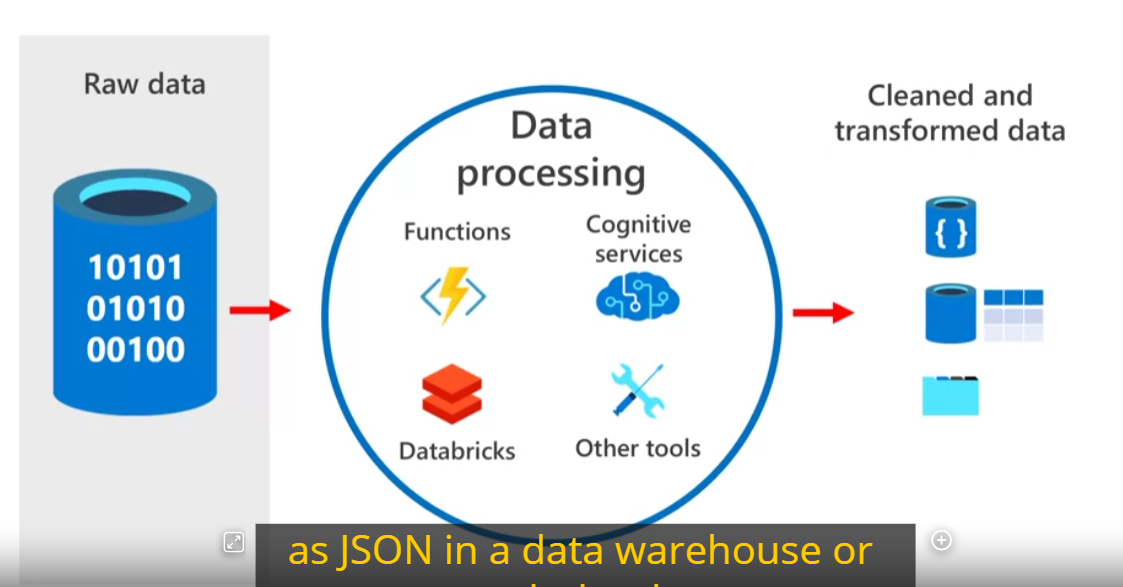 Raw data
10101
01010
00100
Data
processing
Functions
Cognitive
services
Databricks
Other tools
Cleaned and
transformed data
{ }
as JSON in a data warehouse or